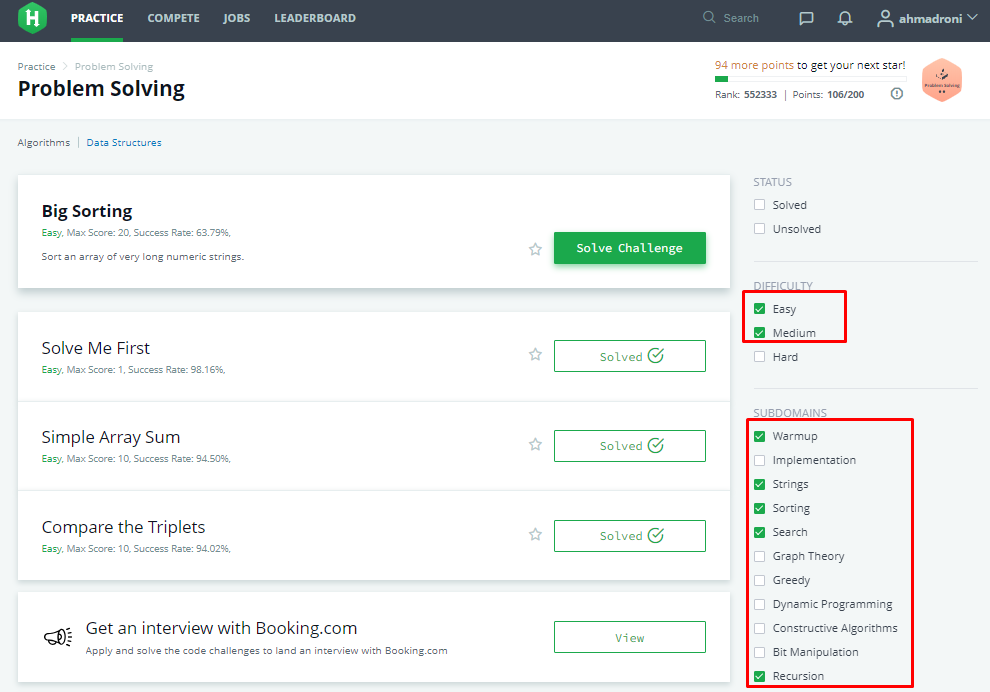 H PRACTICE COMPETE JOBS LEADERBOARD Search ahmadroni
Practice > Problem Solving
Problem Solving
94 more points to get your next star!
Rank: 552333 | Points: 106/200
Problem Solving
Algorithms | Data Structures
Big Sorting
Easy, Max Score: 20, Success Rate: 63.79%,
Sort an array of very long numeric strings.
Solve Challenge
Solve Me First
Easy, Max Score: 1, Success Rate: 98.16%,
Solved
Simple Array Sum
Easy, Max Score: 10, Success Rate: 94.50%,
Solved
Compare the Triplets
Easy, Max Score: 10, Success Rate: 94.02%,
Solved
Get an interview with Booking.com
Apply and solve the code challenges to land an interview with Booking.com
View
STATUS
Solved
Unsolved
DIFFICULTY
Easy
Medium
Hard
SUBDOMAINS
Warmup
Implementation
Strings
Sorting
Search
Graph Theory
Greedy
Dynamic Programming
Constructive Algorithms
Bit Manipulation
Recursion